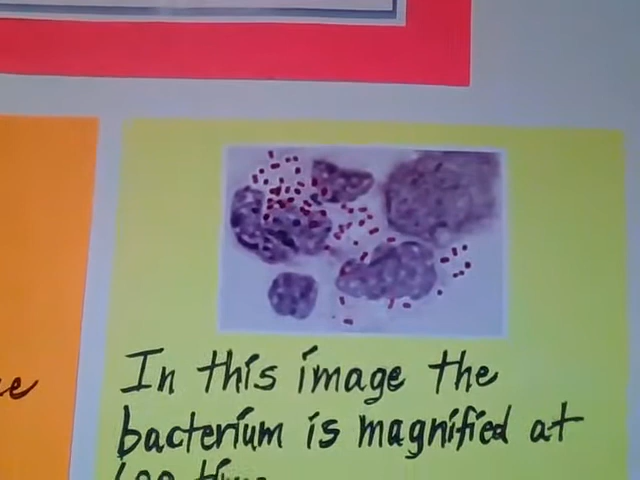 In this image the
bacterium is magnified at